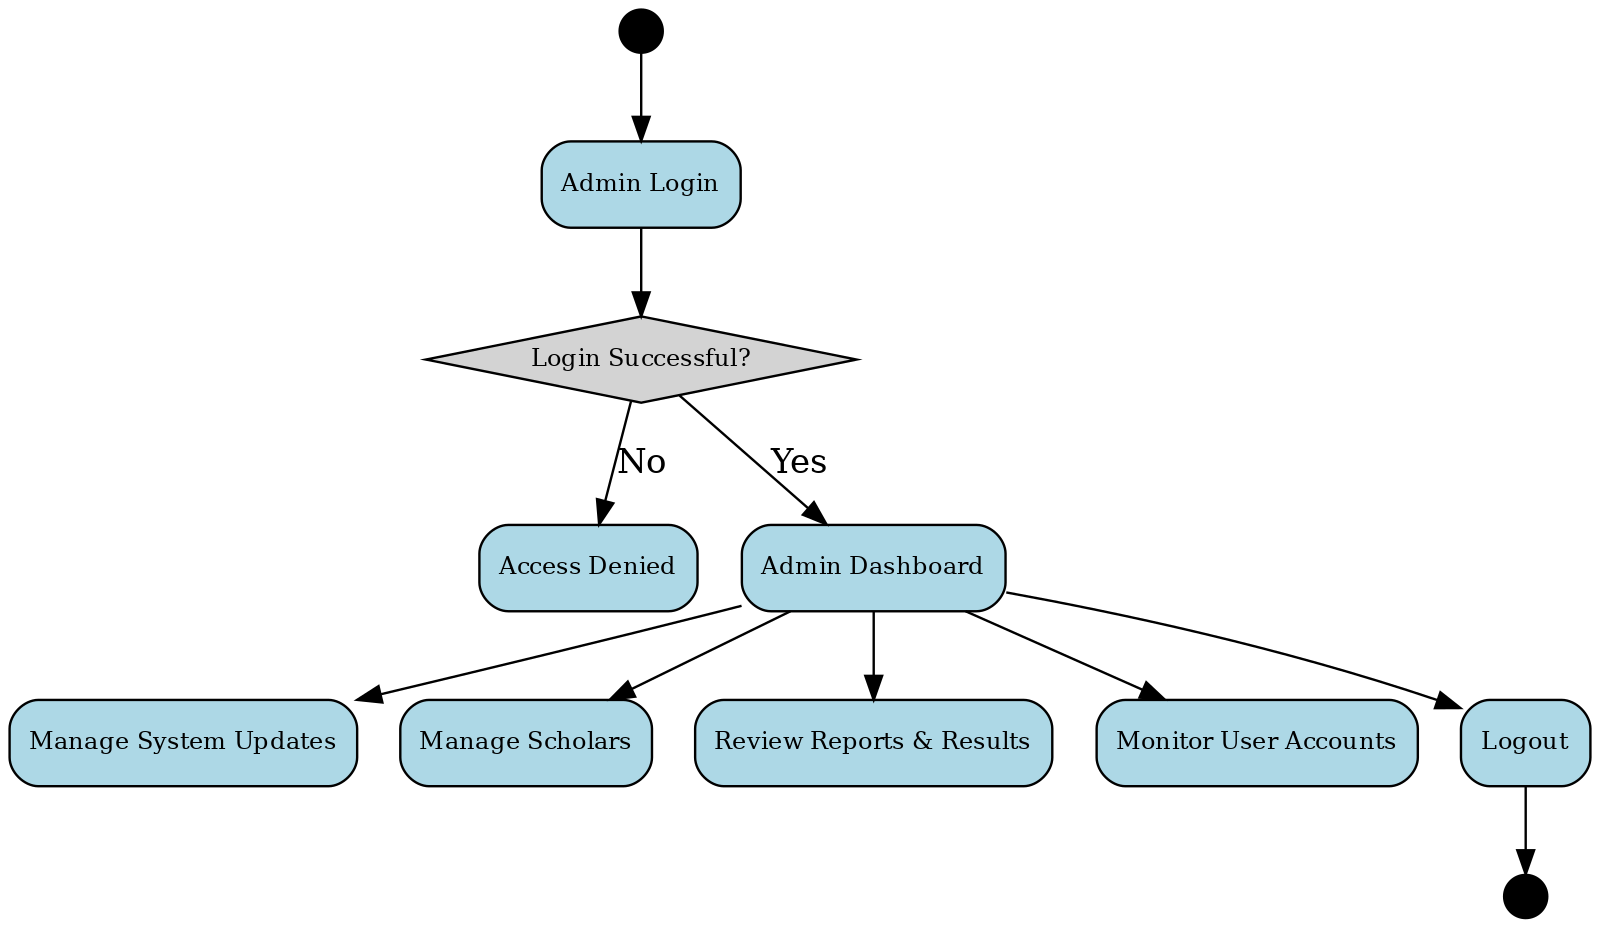 Admin Login
Login Successful?
No
Yes
Access Denied
Admin Dashboard
Manage System Updates
Manage Scholars
Review Reports & Results
Monitor User Accounts
Logout